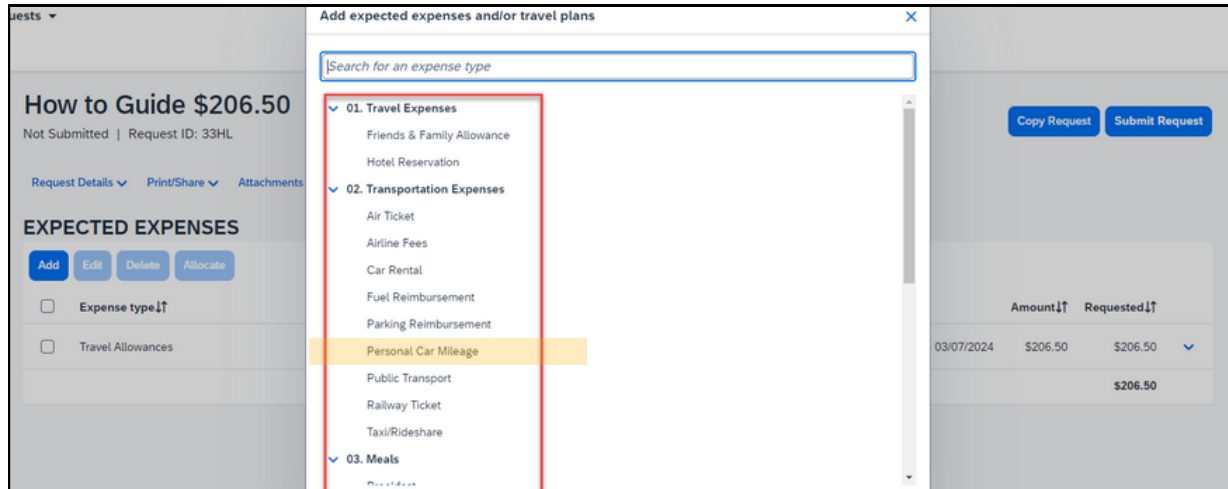 uests
Add expected expenses and/or travel plans
Search for an expense type
How to Guide $206.50
Not Submitted | Request ID: 33HL
Copy Request
Submit Request
Request Details
Print/Share
Attachments
01. Travel Expenses
Friends & Family Allowance
Hotel Reservation
02. Transportation Expenses
Air Ticket
Airline Fees
Car Rental
Fuel Reimbursement
Parking Reimbursement
Personal Car Mileage
Public Transport
Railway Ticket
Taxi/Rideshare
03. Meals
EXPECTED EXPENSES
Add Edit Delete Allocate
Expense type Amount Requested
Travel Allowances 03/07/2024 $206.50 $206.50
$206.50